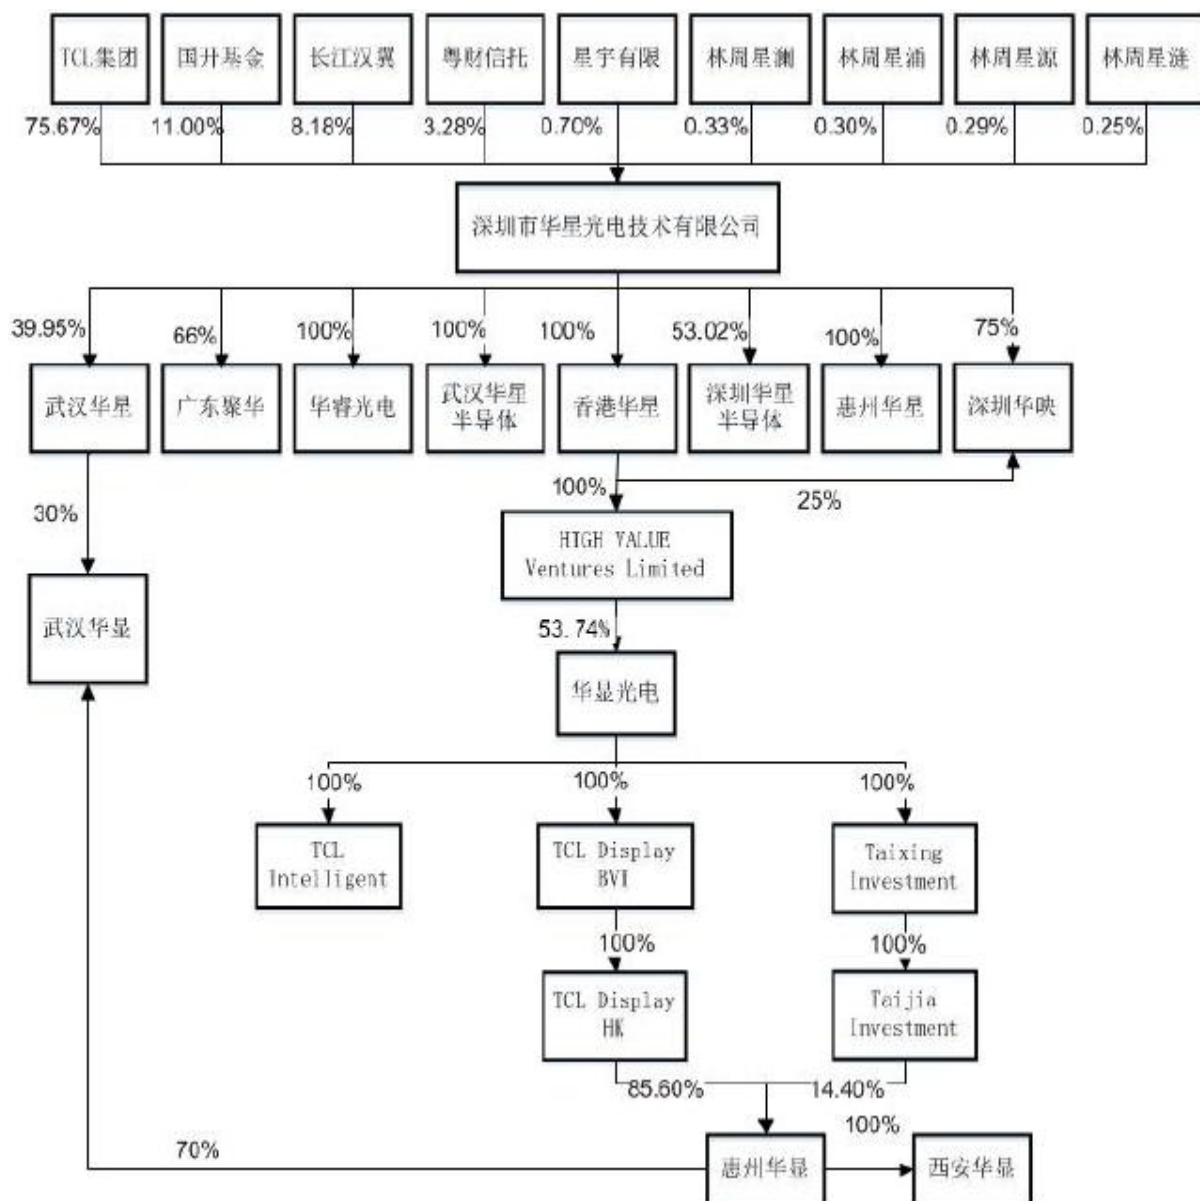 TCL集团
国开基金
长江汉翼
粤财信托
星宇有限
林周星澜
林周星涌
林周星源
林周星涟
75.67%
11.00%
8.18%
3.28%
0.70%
0.33%
0.30%
0.29%
0.25%
深圳市华星光电技术有限公司
39.95%
66%
100%
100%
100%
53.02%
100%
75%
武汉华星
广东聚华
华睿光电
武汉华星
半导体
香港华星
深圳华星
半导体
惠州华星
深圳华映
30%
100%
25%
HIGH VALUE
Ventures Limited
武汉华显
53.74%
华显光电
100%
100%
100%
TCL
Intelligent
TCL Display
BVI
Taixing
Investment
100%
100%
TCL Display
HK
Taijia
Investment
85.60%
14.40%
100%
70%
惠州华显
西安华显